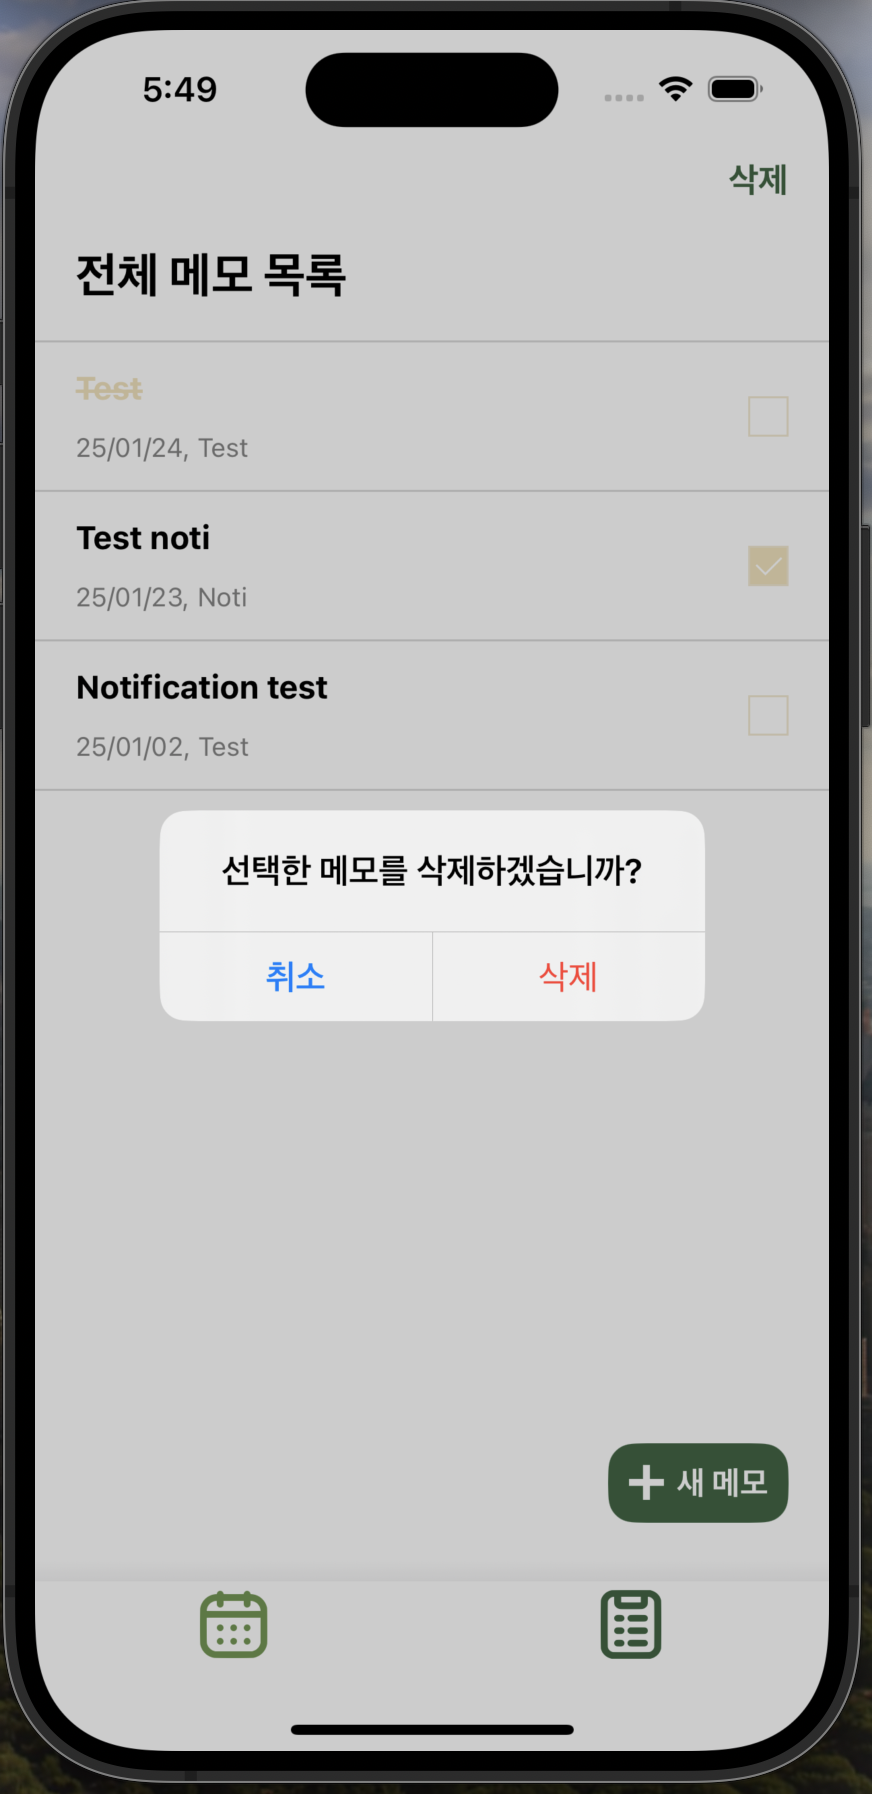 5:49
삭제
전체 메모 목록
Test
25/01/24, Test
Test noti
25/01/23, Noti
Notification test
25/01/02, Test
선택한 메모를 삭제하겠습니까?
취소
삭제
새 메모